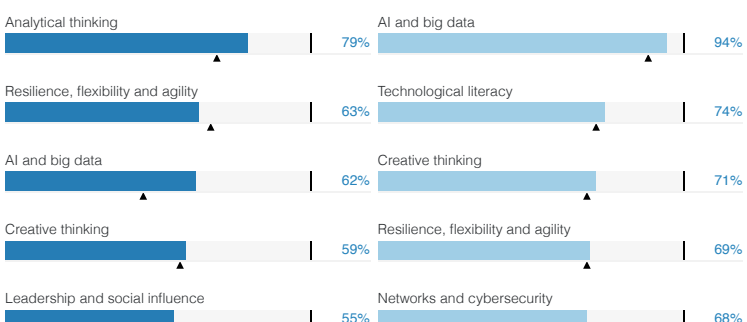 Analytical thinking
79%
Resilience, flexibility and agility
63%
AI and big data
62%
Creative thinking
59%
Leadership and social influence
55%
AI and big data
94%
Technological literacy
74%
Creative thinking
71%
Resilience, flexibility and agility
69%
Networks and cybersecurity
68%